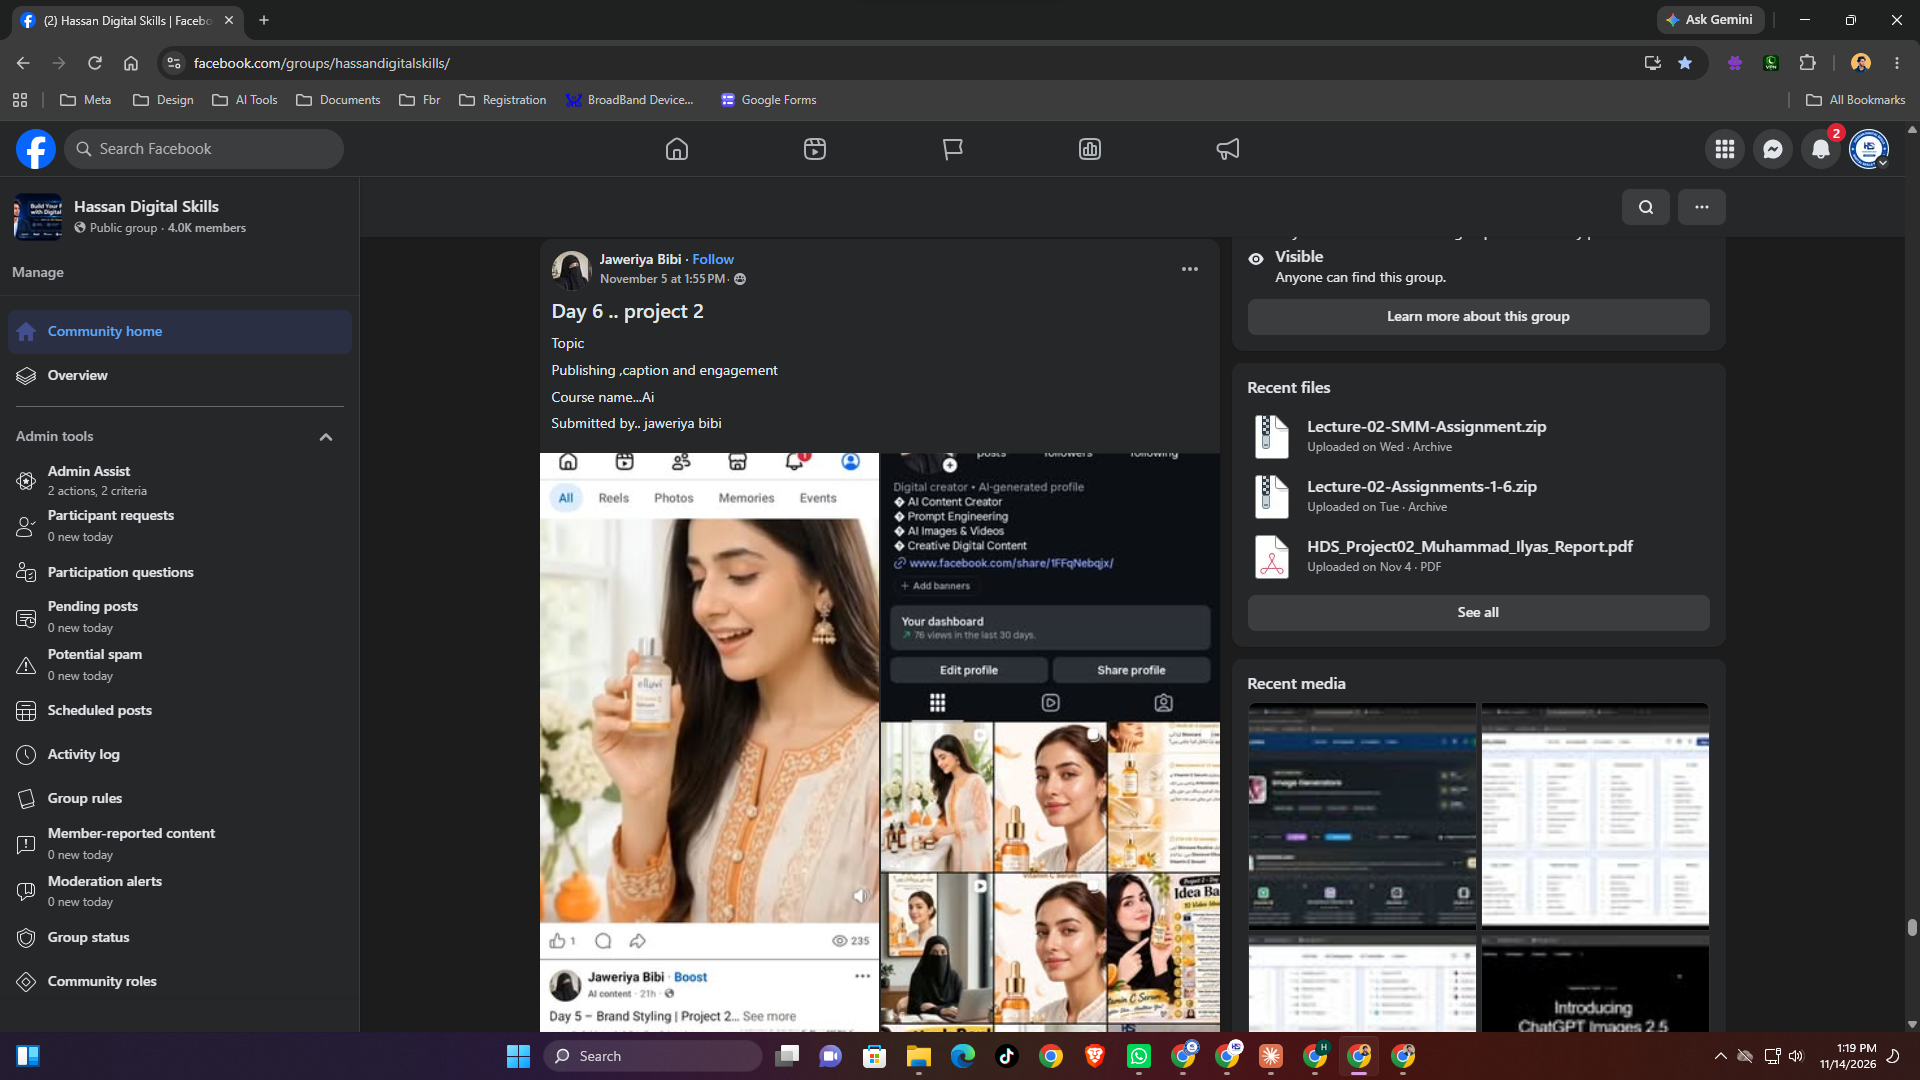 (2) Hassan Digital Skills | Facebo
Ask Gemini
facebook.com/groups/hassandigitalskills/
Meta
Design
AI Tools
Documents
Fbr
Registration
BroadBand Device...
Google Forms
All Bookmarks
Search Facebook
2
Hassan Digital Skills
Public group · 4.0K members
Manage
Community home
Overview
Admin tools
Admin Assist
2 actions, 2 criteria
Participant requests
0 new today
Participation questions
Pending posts
0 new today
Potential spam
0 new today
Scheduled posts
Activity log
Group rules
Member-reported content
0 new today
Moderation alerts
0 new today
Group status
Community roles
Jaweriya Bibi · Follow
November 5 at 1:55 PM ·
Day 6 .. project 2
Topic
Publishing ,caption and engagement
Course name...Ai
Submitted by.. jaweriya bibi
1
All
Reels
Photos
Memories
Events
1
235
Jaweriya Bibi · Boost
AI content · 21h ·
Day 5 – Brand Styling | Project 2... See more
posts
followers
following
Digital creator • AI-generated profile
AI Content Creator
Prompt Engineering
AI Images & Videos
Creative Digital Content
www.facebook.com/share/1FFqNebqjx/
+ Add banners
Your dashboard
76 views in the last 30 days.
Edit profile
Share profile
Vitamin C Serum
Idea Ba
Visible
Anyone can find this group.
Learn more about this group
Recent files
Lecture-02-SMM-Assignment.zip
Uploaded on Wed · Archive
Lecture-02-Assignments-1-6.zip
Uploaded on Tue · Archive
HDS_Project02_Muhammad_Ilyas_Report.pdf
Uploaded on Nov 4 · PDF
See all
Recent media
Image Generators
Introducing
ChatGPT Images 2.5
Search
1:19 PM
11/14/2026